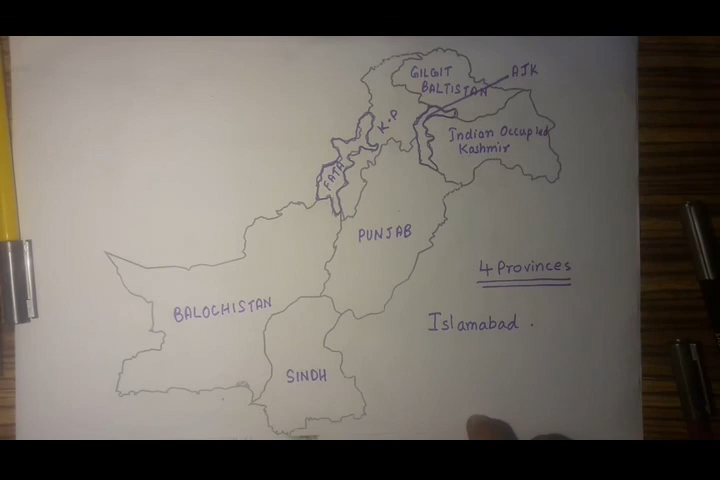 GILGIT
BALTISTAN
AJK
K.P
Indian Occupied
Kashmir
FATA
PUNJAB
4 Provinces
BALOCHISTAN
Islamabad .
SINDH